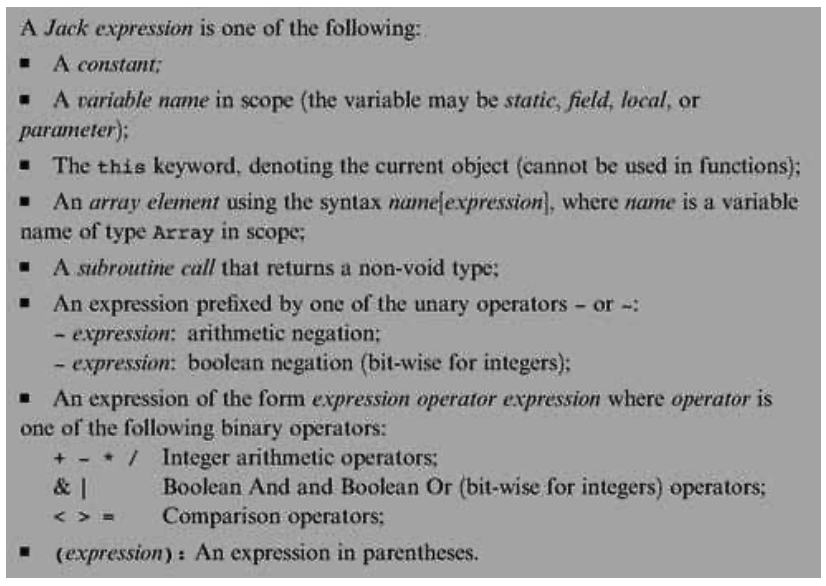 A Jack expression is one of the following:
■ A constant;
■ A variable name in scope (the variable may be static, field, local, or
parameter);
■ The this keyword, denoting the current object (cannot be used in functions);
■ An array element using the syntax name[expression], where name is a variable
name of type Array in scope;
■ A subroutine call that returns a non-void type;
■ An expression prefixed by one of the unary operators – or ~:
– expression: arithmetic negation;
~ expression: boolean negation (bit-wise for integers);
■ An expression of the form expression operator expression where operator is
one of the following binary operators:
+ - * / Integer arithmetic operators;
& | Boolean And and Boolean Or (bit-wise for integers) operators;
< > = Comparison operators;
■ (expression): An expression in parentheses.